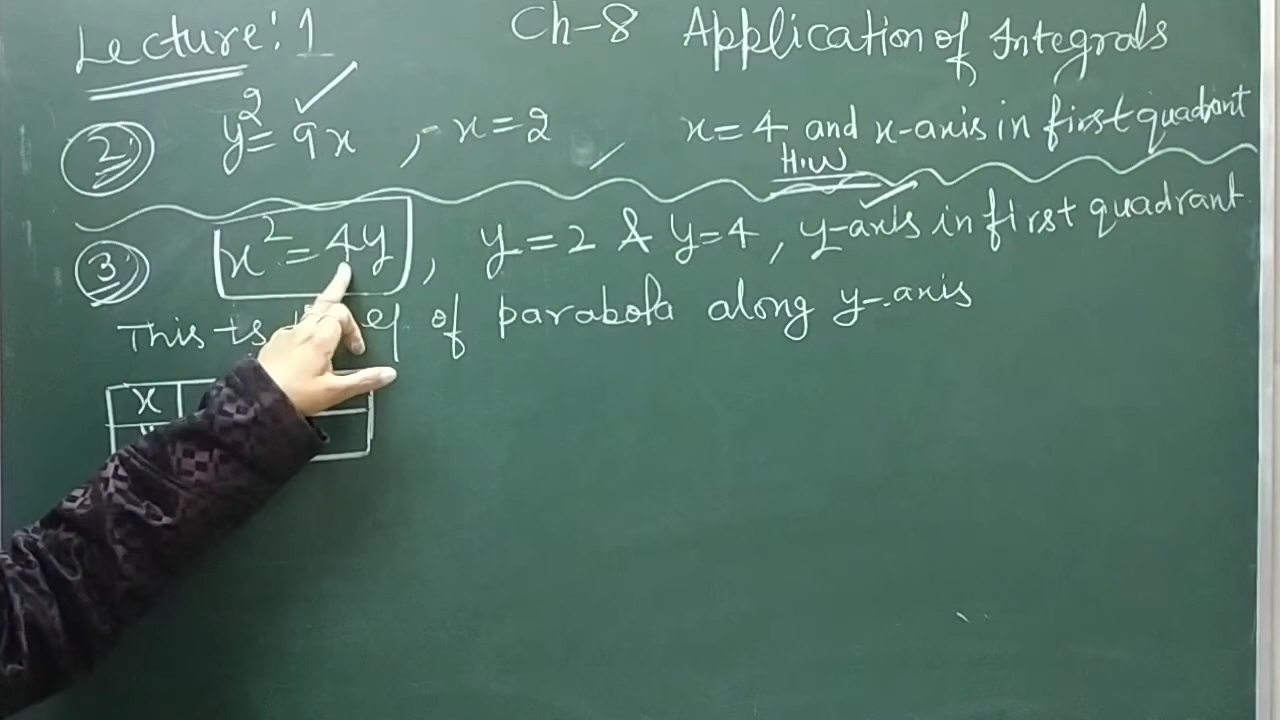 Lecture: 1 Ch-8 Application of Integrals
② y² = 9x , x = 2 x = 4 and x-axis in first quadrant
H.W
③ x² = 4y , y = 2 & y = 4 , y-axis in first quadrant
This is of parabola along y-axis
x